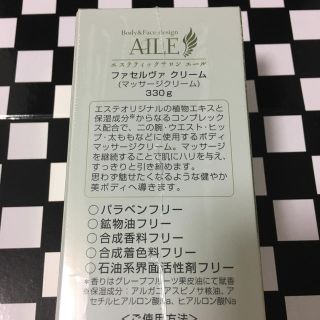 Body&Face design
AILE
エステティックサロン エール
ファセルヴァ クリーム
(マッサージクリーム)
330g
エステオリジナルの植物エキスと
保湿成分※からなるコンプレック
ス配合で、二の腕・ウエスト・ヒッ
プ・太ももなどに使用するボディ
マッサージクリーム。マッサージ
を継続することで肌にハリを与え、
すっきりと引き締めます。
思わず魅せたくなるような健やか
美ボディへ導きます。
○パラベンフリー
○鉱物油フリー
○合成香料フリー
○合成着色料フリー
○石油系界面活性剤フリー
※香りはグレープフルーツ果皮油にて賦香
※保湿成分：アルガニアスピノサ核油、ア
セチルヒアルロン酸Na、ヒアルロン酸Na
＜ご使用方法＞